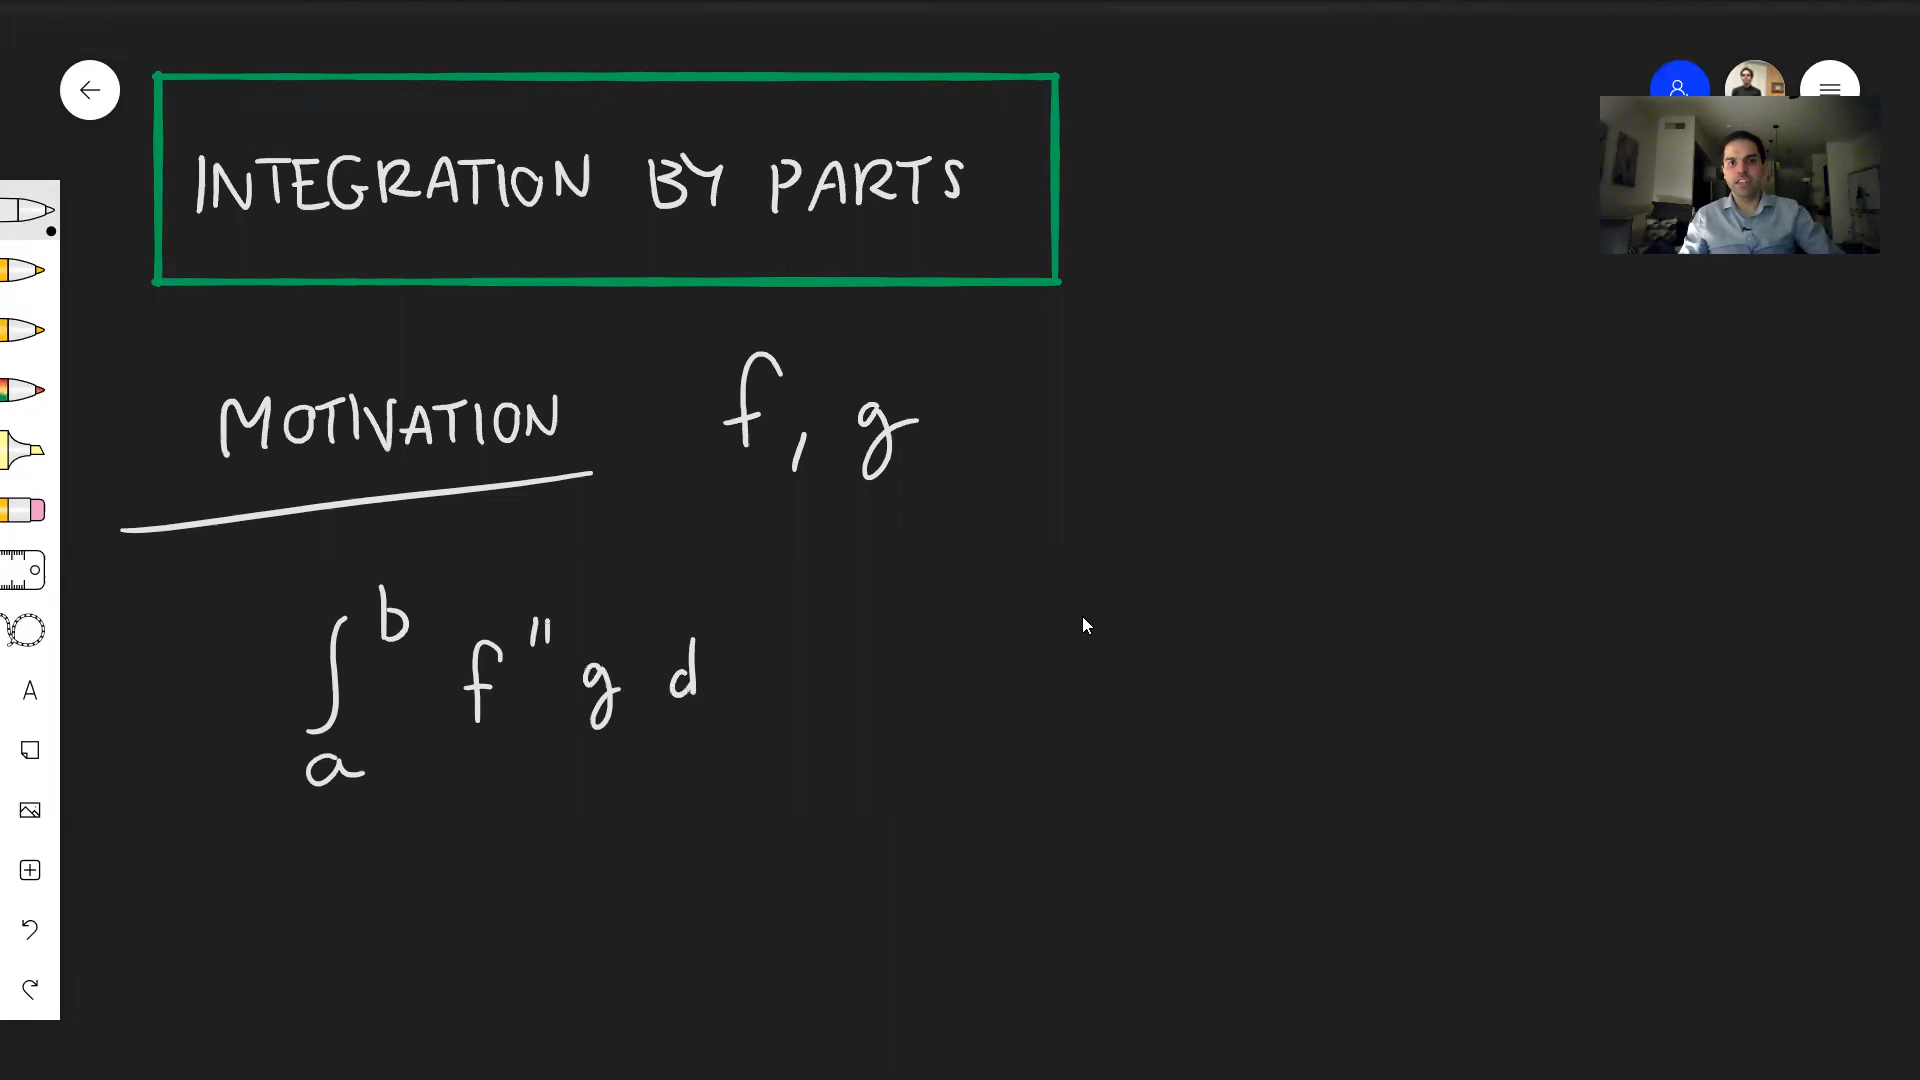 INTEGRATION BY PARTS
MOTIVATION f, g
∫ₐᵇ f'' g d
A